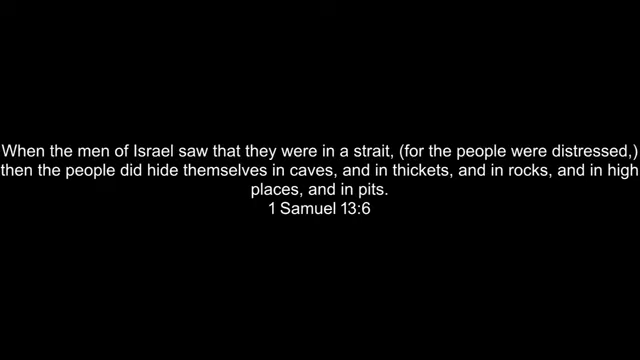 When the men of Israel saw that they were in a strait, (for the people were distressed,)
then the people did hide themselves in caves, and in thickets, and in rocks, and in high
places, and in pits.
1 Samuel 13:6